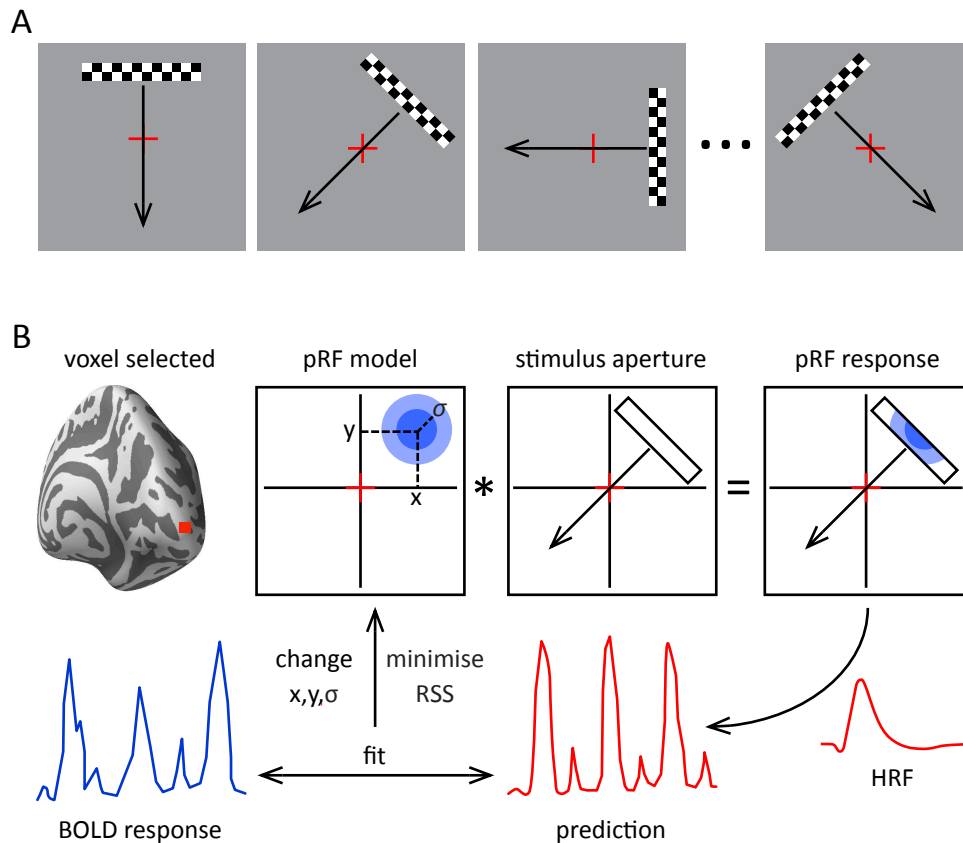 A
B
voxel selected
pRF model
stimulus aperture
pRF response
σ
y
x
*
=
change
x,y,σ
minimise
RSS
fit
HRF
BOLD response
prediction